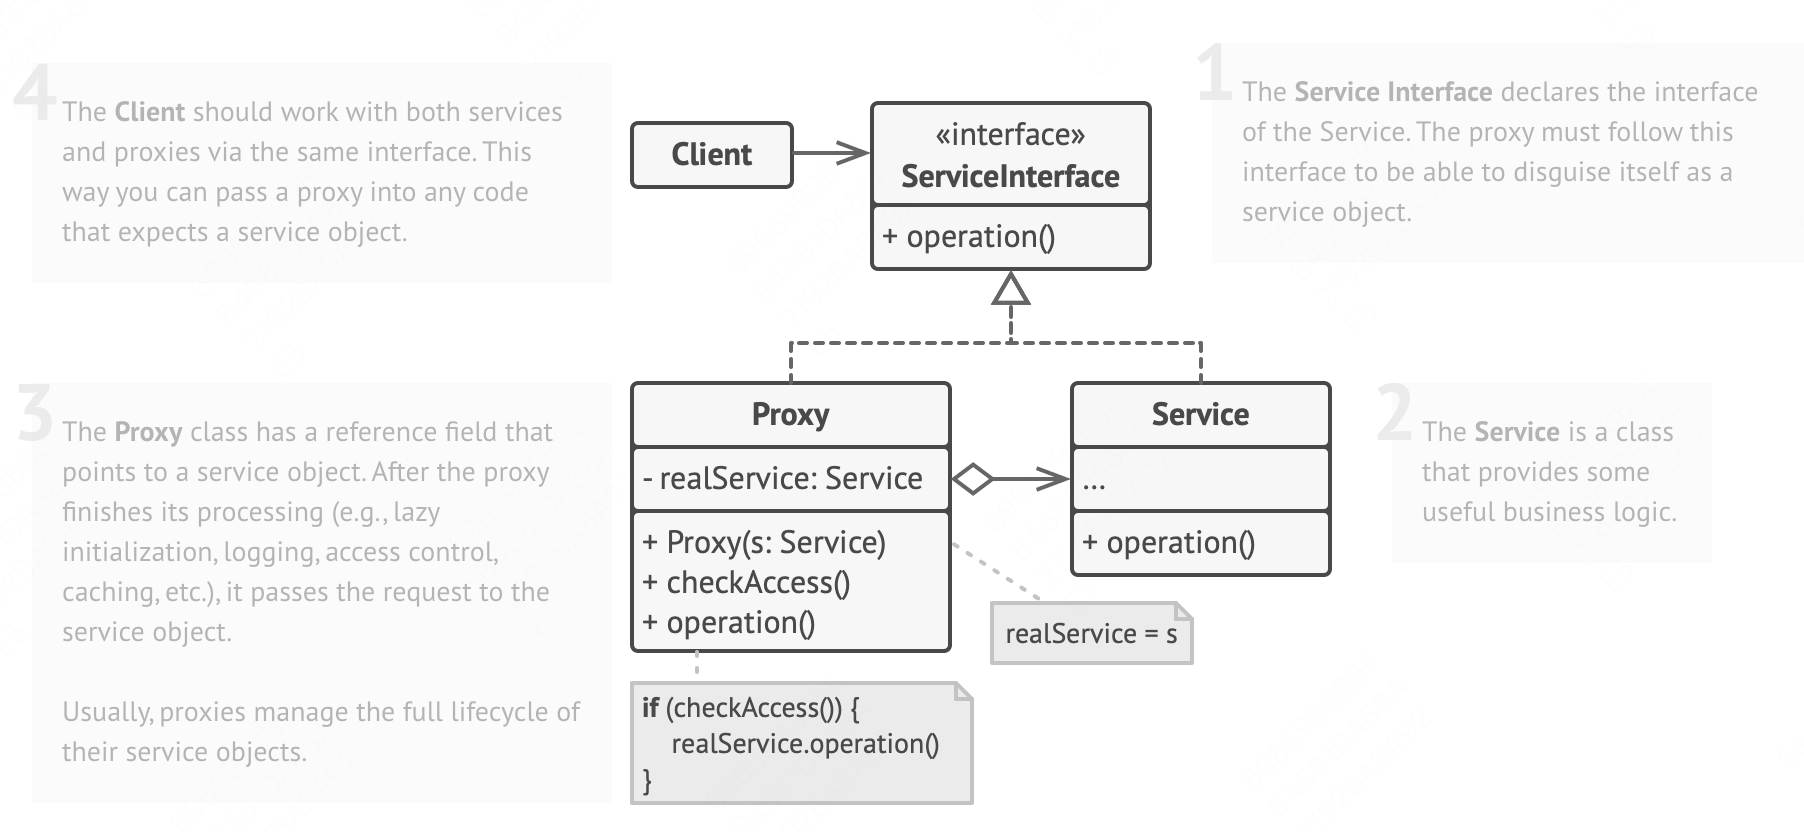 4
The Client should work with both services
and proxies via the same interface. This
way you can pass a proxy into any code
that expects a service object.
Client
«interface»
ServiceInterface
+ operation()
1
The Service Interface declares the interface
of the Service. The proxy must follow this
interface to be able to disguise itself as a
service object.
3
The Proxy class has a reference field that
points to a service object. After the proxy
finishes its processing (e.g., lazy
initialization, logging, access control,
caching, etc.), it passes the request to the
service object.
Usually, proxies manage the full lifecycle of
their service objects.
Proxy
- realService: Service
+ Proxy(s: Service)
+ checkAccess()
+ operation()
Service
...
+ operation()
2
The Service is a class
that provides some
useful business logic.
realService = s
if (checkAccess()) {
realService.operation()
}